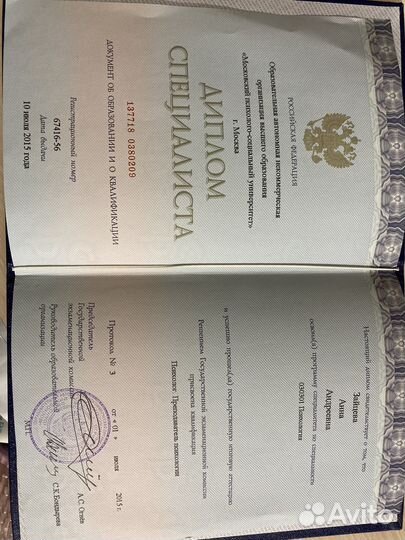 РОССИЙСКАЯ ФЕДЕРАЦИЯ
Образовательная автономная некоммерческая
организация высшего образования
«Московский психолого-социальный университет»
г. Москва
ДИПЛОМ
СПЕЦИАЛИСТА
137718 0380209
ДОКУМЕНТ ОБ ОБРАЗОВАНИИ И О КВАЛИФИКАЦИИ
Регистрационный номер
67416-56
Дата выдачи
10 июля 2015 года
Настоящий диплом свидетельствует о том, что
Зайцева
Анна
Андреевна
освоил(а) программу специалитета по специальности
030301 Психология
и успешно прошел(ла) государственную итоговую аттестацию
Решением Государственной экзаменационной комиссии
присвоена квалификация
Психолог. Преподаватель психологии
Протокол № 3 от « 01 » июля 2015 г.
Председатель
Государственной
экзаменационной комиссии
А.С. Огнёв
Руководитель образовательной
организации
С.К. Бондырева
М.П.
Avito